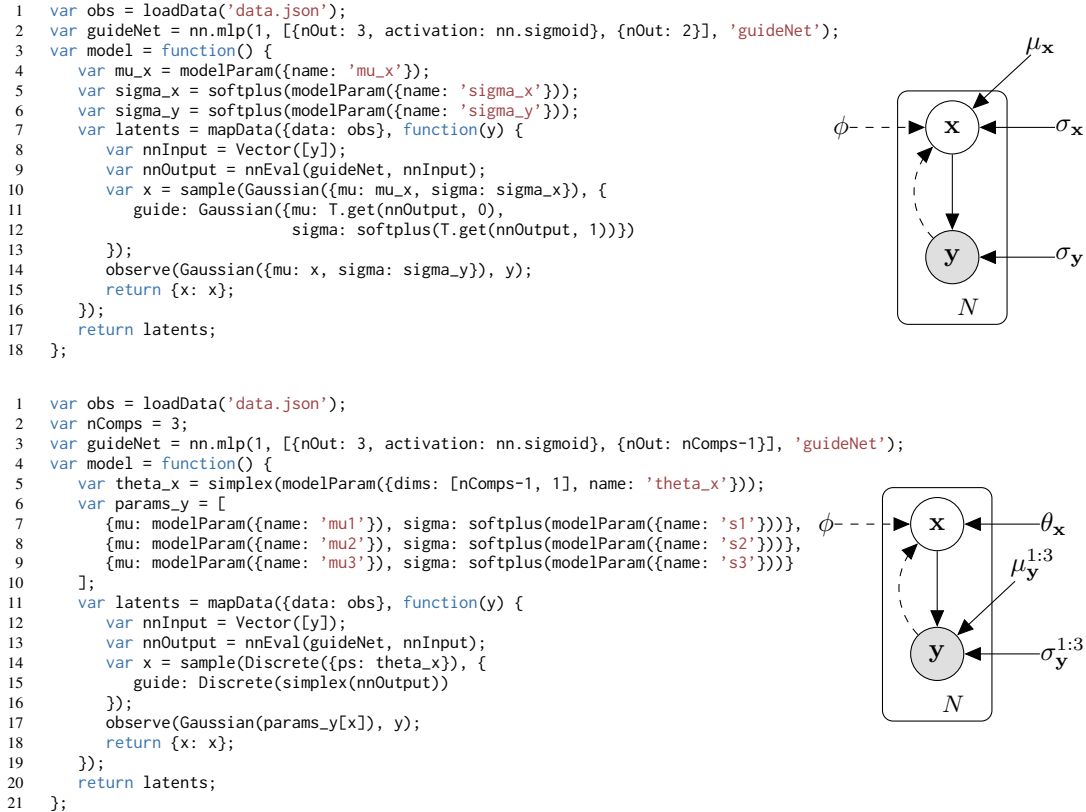 1 var obs = loadData('data.json');
2 var guideNet = nn.mlp(1, [{nOut: 3, activation: nn.sigmoid}, {nOut: 2}], 'guideNet');
3 var model = function() {
4 var mu_x = modelParam({name: 'mu_x'});
5 var sigma_x = softplus(modelParam({name: 'sigma_x'}));
6 var sigma_y = softplus(modelParam({name: 'sigma_y'}));
7 var latents = mapData({data: obs}, function(y) {
8 var nnInput = Vector([y]);
9 var nnOutput = nnEval(guideNet, nnInput);
10 var x = sample(Gaussian({mu: mu_x, sigma: sigma_x}), {
11 guide: Gaussian({mu: T.get(nnOutput, 0),
12 sigma: softplus(T.get(nnOutput, 1))})
13 });
14 observe(Gaussian({mu: x, sigma: sigma_y}), y);
15 return {x: x};
16 });
17 return latents;
18 };
μ𝐱
ϕ 𝐱 σ𝐱
𝐲 σ𝐲
N
1 var obs = loadData('data.json');
2 var nComps = 3;
3 var guideNet = nn.mlp(1, [{nOut: 3, activation: nn.sigmoid}, {nOut: nComps-1}], 'guideNet');
4 var model = function() {
5 var theta_x = simplex(modelParam({dims: [nComps-1, 1], name: 'theta_x'}));
6 var params_y = [
7 {mu: modelParam({name: 'mu1'}), sigma: softplus(modelParam({name: 's1'}))},
8 {mu: modelParam({name: 'mu2'}), sigma: softplus(modelParam({name: 's2'}))},
9 {mu: modelParam({name: 'mu3'}), sigma: softplus(modelParam({name: 's3'}))}
10 ];
11 var latents = mapData({data: obs}, function(y) {
12 var nnInput = Vector([y]);
13 var nnOutput = nnEval(guideNet, nnInput);
14 var x = sample(Discrete({ps: theta_x}), {
15 guide: Discrete(simplex(nnOutput))
16 });
17 observe(Gaussian(params_y[x]), y);
18 return {x: x};
19 });
20 return latents;
21 };
ϕ 𝐱 θ𝐱
μ𝐲^1:3
𝐲 σ𝐲^1:3
N